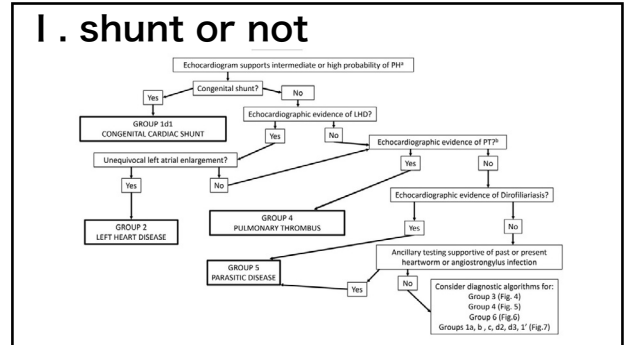 I. shunt or not
Echocardiogram supports intermediate or high probability of PHᵃ
Congenital shunt?
Yes
No
GROUP 1d1
CONGENITAL CARDIAC SHUNT
Echocardiographic evidence of LHD?
Yes
No
Unequivocal left atrial enlargement?
Echocardiographic evidence of PT?ᵇ
Yes
No
Yes
No
GROUP 2
LEFT HEART DISEASE
GROUP 4
PULMONARY THROMBUS
Echocardiographic evidence of Dirofiliariasis?
Yes
No
GROUP 5
PARASITIC DISEASE
Ancillary testing supportive of past or present
heartworm or angiostrongylus infection
Yes
No
Consider diagnostic algorithms for:
Group 3 (Fig. 4)
Group 4 (Fig. 5)
Group 6 (Fig.6)
Groups 1a, b , c, d2, d3, 1' (Fig.7)